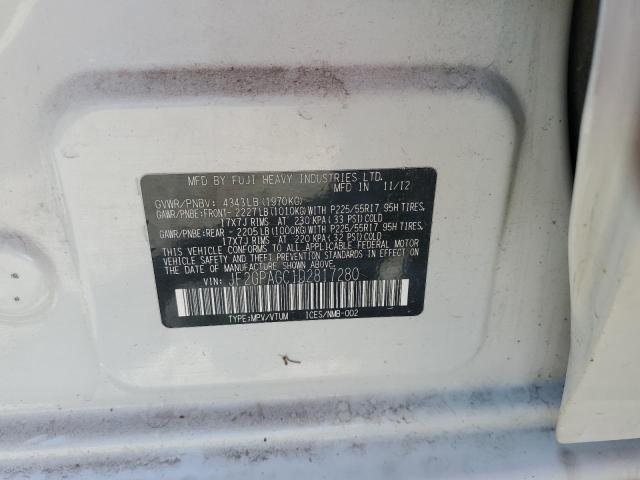 MFD BY FUJI HEAVY INDUSTRIES LTD.
MFD IN 11/12
GVWR/PNBV: 4343LB(1970KG)
GAWR/PNBE:FRONT-2227LB(1010KG)WITH P225/55R17 95H TIRES,
17X7J RIMS AT 230 KPA(33 PSI)COLD
GAWR/PNBE:REAR-2205LB(1000KG)WITH P225/55R17 95H TIRES,
17X7J RIMS AT 220 KPA(32 PSI)COLD
THIS VEHICLE CONFORMS TO ALL APPLICABLE FEDERAL MOTOR
VEHICLE SAFETY AND THEFT PREVENTION STANDARDS IN EFFECT
ON THE DATE OF MANUFACTURE SHOWN ABOVE.
VIN: JF2GPAGC1D2817280
TYPE:MPV/VTUM ICES/NMB-002